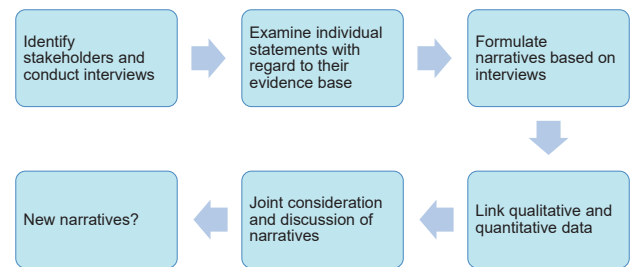 Identify
stakeholders and
conduct interviews
Examine individual
statements with
regard to their
evidence base
Formulate
narratives based on
interviews
Link qualitative and
quantitative data
Joint consideration
and discussion of
narratives
New narratives?